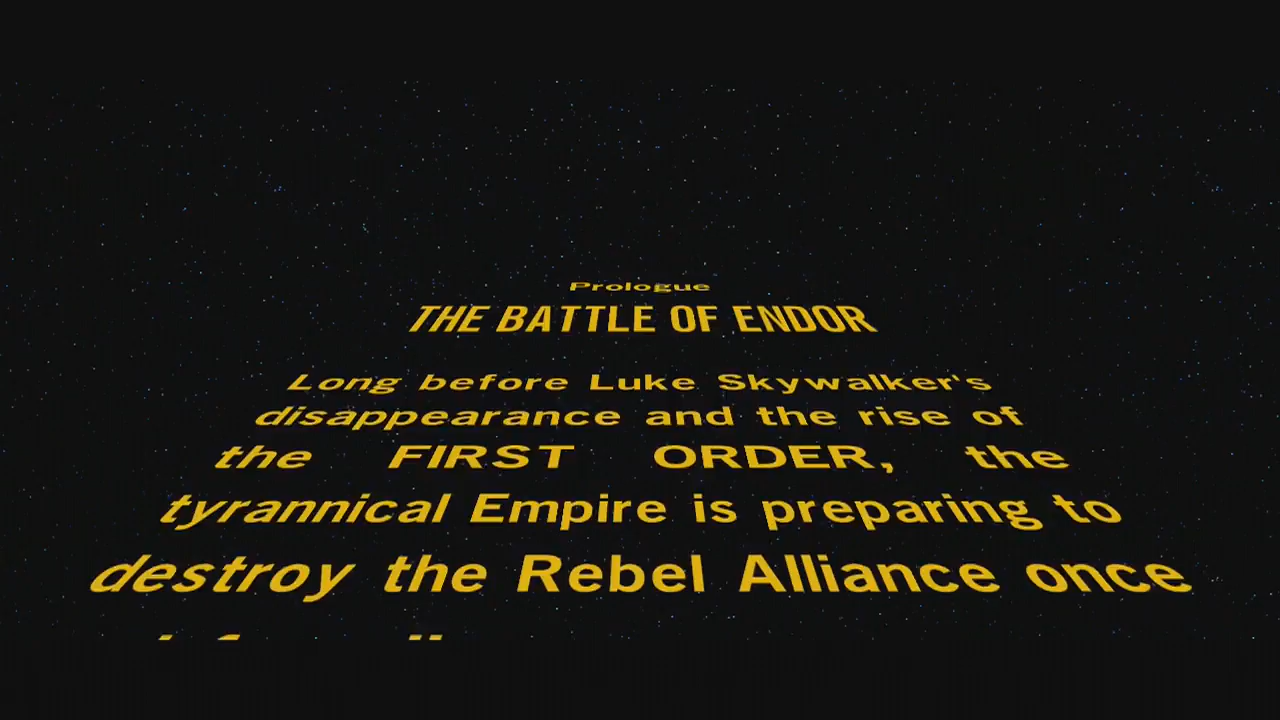 Prologue
THE BATTLE OF ENDOR
Long before Luke Skywalker's
disappearance and the rise of
the FIRST ORDER, the
tyrannical Empire is preparing to
destroy the Rebel Alliance once